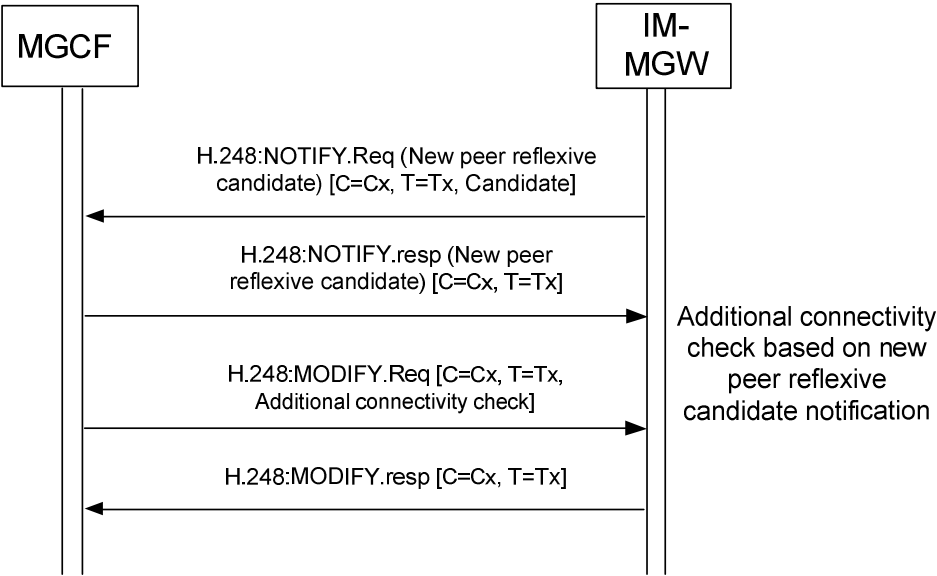 MGCF
IM-
MGW
H.248:NOTIFY.Req (New peer reflexive
candidate) [C=Cx, T=Tx, Candidate]
H.248:NOTIFY.resp (New peer
reflexive candidate) [C=Cx, T=Tx]
Additional connectivity
check based on new
peer reflexive
candidate notification
H.248:MODIFY.Req [C=Cx, T=Tx,
Additional connectivity check]
H.248:MODIFY.resp [C=Cx, T=Tx]